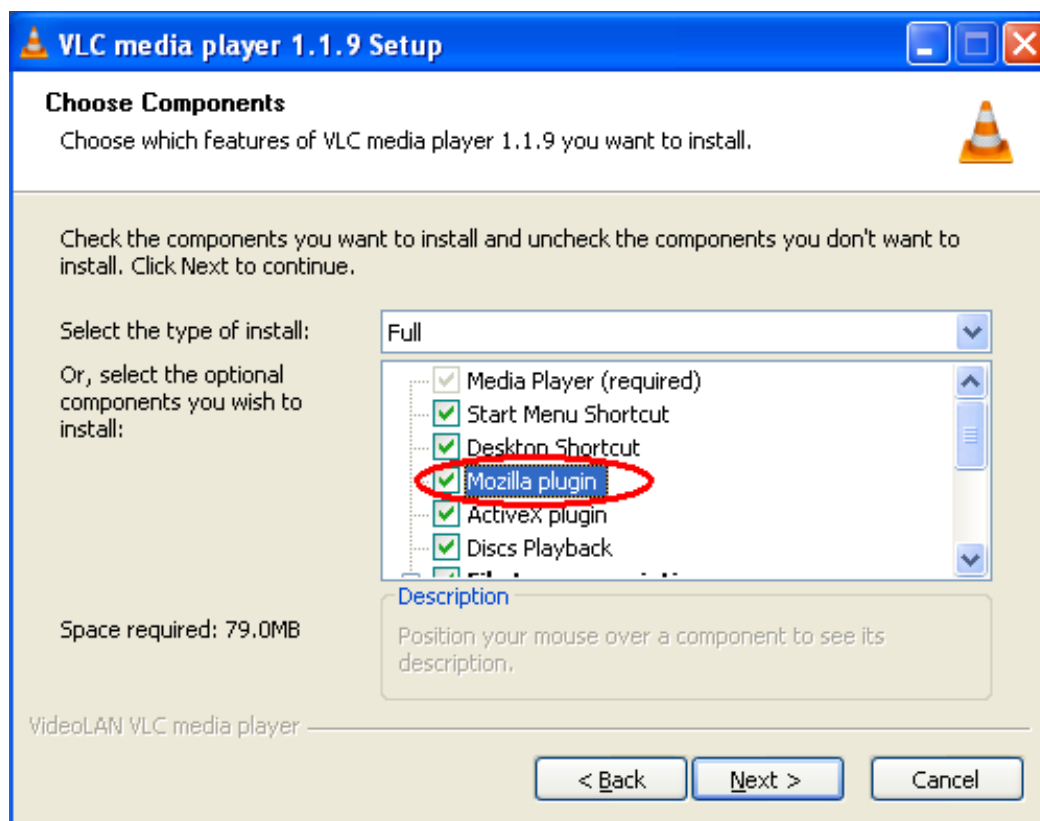 VLC media player 1.1.9 Setup
Choose Components
Choose which features of VLC media player 1.1.9 you want to install.
Check the components you want to install and uncheck the components you don't want to
install. Click Next to continue.
Select the type of install:
Full
Or, select the optional
components you wish to
install:
Media Player (required)
Start Menu Shortcut
Desktop Shortcut
Mozilla plugin
ActiveX plugin
Discs Playback
Space required: 79.0MB
Description
Position your mouse over a component to see its
description.
VideoLAN VLC media player
< Back
Next >
Cancel